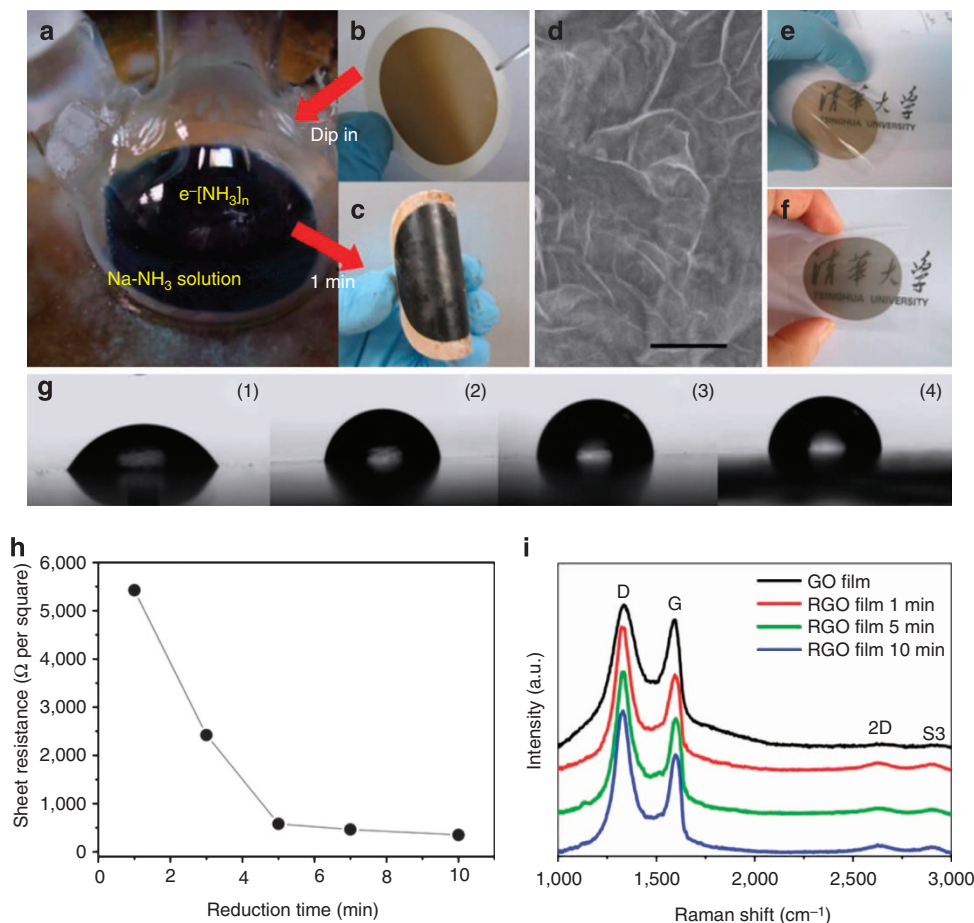 a
b
Dip in
e⁻[NH₃]ₙ
Na-NH₃ solution
c
1 min
d
e
清華大学
TSINGHUA UNIVERSITY
f
清華大学
TSINGHUA UNIVERSITY
g
(1)
(2)
(3)
(4)
h
Sheet resistance (Ω per square)
6,000
5,000
4,000
3,000
2,000
1,000
0
0 2 4 6 8 10
Reduction time (min)
i
Intensity (a.u.)
D
G
GO film
RGO film 1 min
RGO film 5 min
RGO film 10 min
2D
S3
1,000 1,500 2,000 2,500 3,000
Raman shift (cm⁻¹)